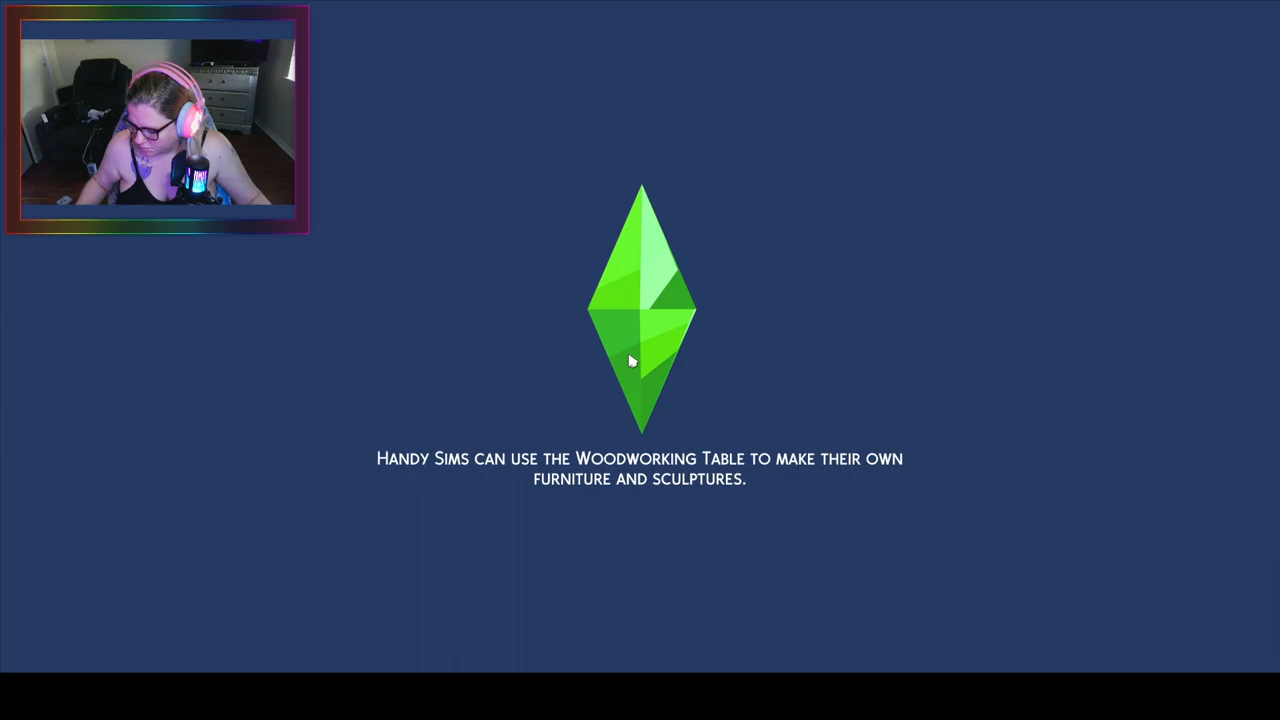 Handy Sims can use the Woodworking Table to make their own
furniture and sculptures.